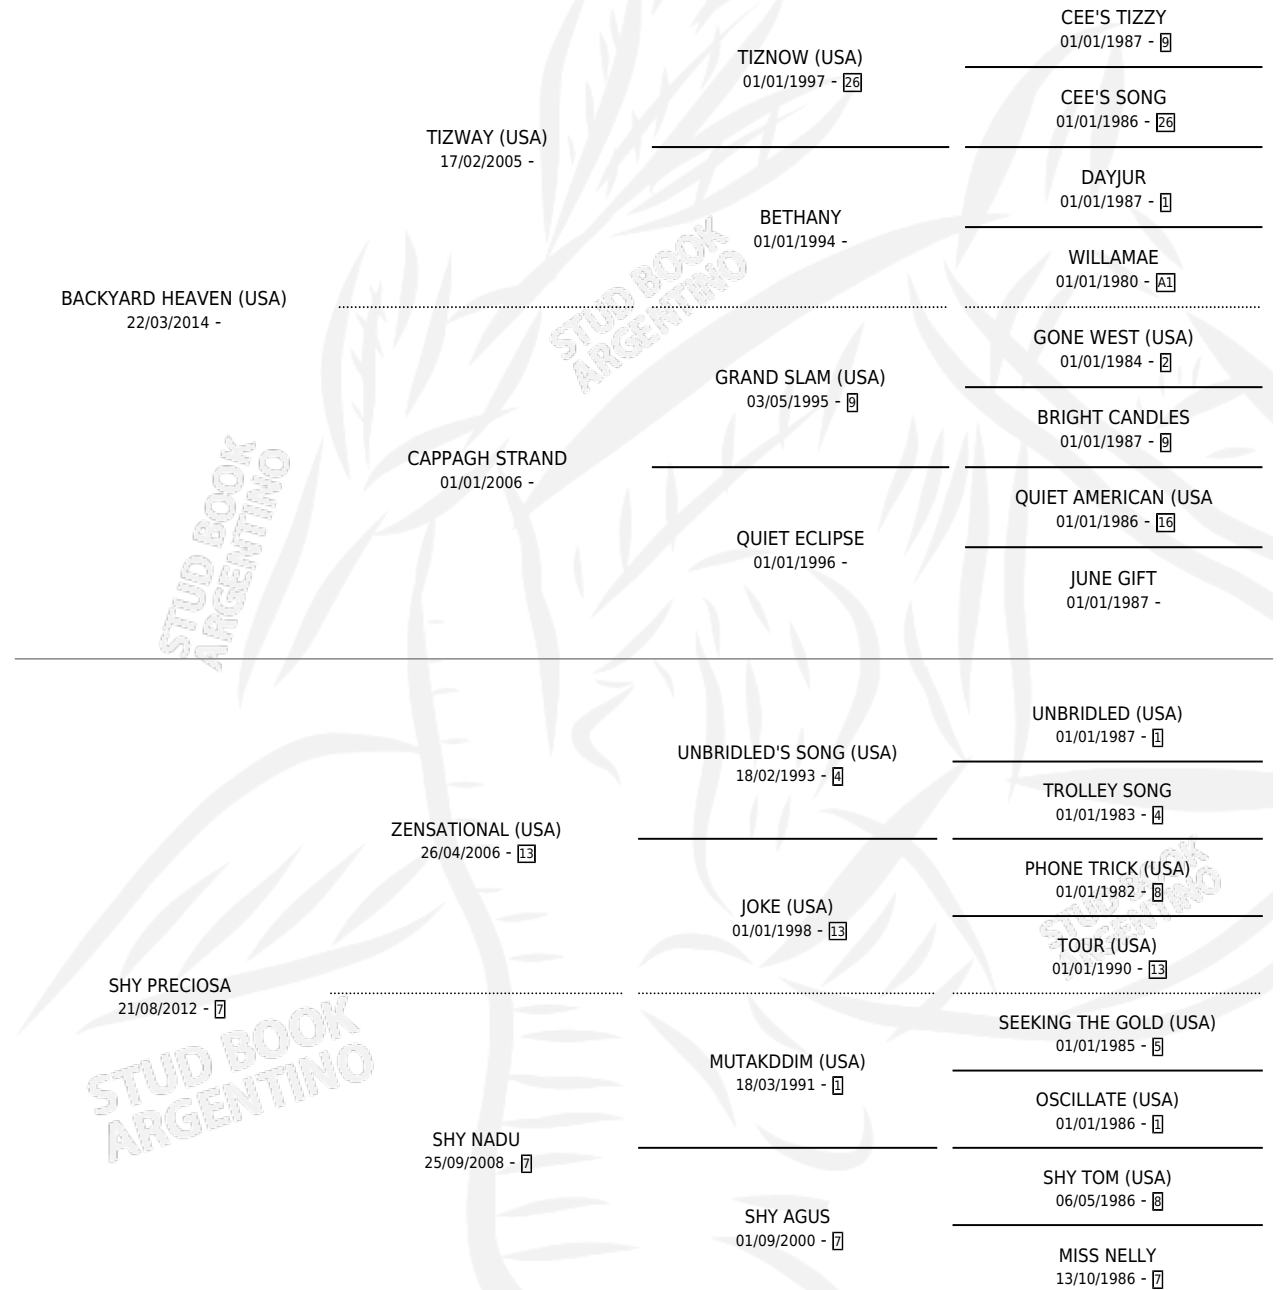 CEE'S TIZZY
01/01/1987 - 9
TIZNOW (USA)
01/01/1997 - 26
CEE'S SONG
01/01/1986 - 26
TIZWAY (USA)
17/02/2005 -
DAYJUR
01/01/1987 - 1
BETHANY
01/01/1994 -
WILLAMAE
01/01/1980 - A1
BACKYARD HEAVEN (USA)
22/03/2014 -
STUD BOOK
ARGENTINO
GONE WEST (USA)
01/01/1984 - 2
GRAND SLAM (USA)
03/05/1995 - 9
BRIGHT CANDLES
01/01/1987 - 9
CAPPAGH STRAND
01/01/2006 -
STUD BOOK
ARGENTINO
QUIET AMERICAN (USA
01/01/1986 - 16
QUIET ECLIPSE
01/01/1996 -
JUNE GIFT
01/01/1987 -
UNBRIDLED (USA)
01/01/1987 - 1
UNBRIDLED'S SONG (USA)
18/02/1993 - 4
TROLLEY SONG
01/01/1983 - 4
ZENSATIONAL (USA)
26/04/2006 - 13
PHONE TRICK (USA)
01/01/1982 - 8
STUD BOOK
ARGENTINO
JOKE (USA)
01/01/1998 - 13
TOUR (USA)
01/01/1990 - 13
SHY PRECIOSA
21/08/2012 - 7
STUD BOOK
ARGENTINO
SEEKING THE GOLD (USA)
01/01/1985 - 5
MUTAKDDIM (USA)
18/03/1991 - 1
OSCILLATE (USA)
01/01/1986 - 1
SHY NADU
25/09/2008 - 7
SHY TOM (USA)
06/05/1986 - 8
SHY AGUS
01/09/2000 - 7
MISS NELLY
13/10/1986 - 7